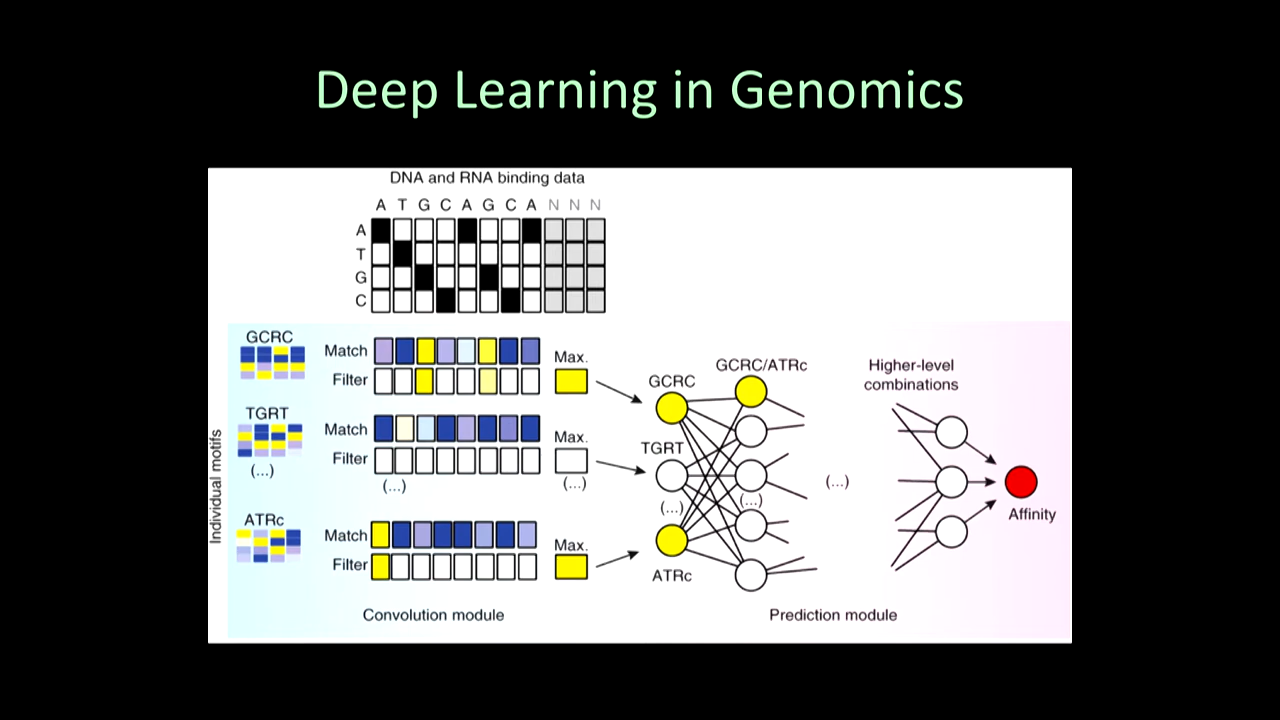 Deep Learning in Genomics
DNA and RNA binding data
A T G C A G C A N N N
A
T
G
C
Individual motifs
GCRC
Match
Filter
Max.
TGRT
(...)
Match
Filter
(...)
Max.
(...)
ATRc
Match
Filter
Max.
Convolution module
GCRC
TGRT
(...)
ATRc
GCRC/ATRc
(...)
(...)
Higher-level
combinations
Affinity
Prediction module